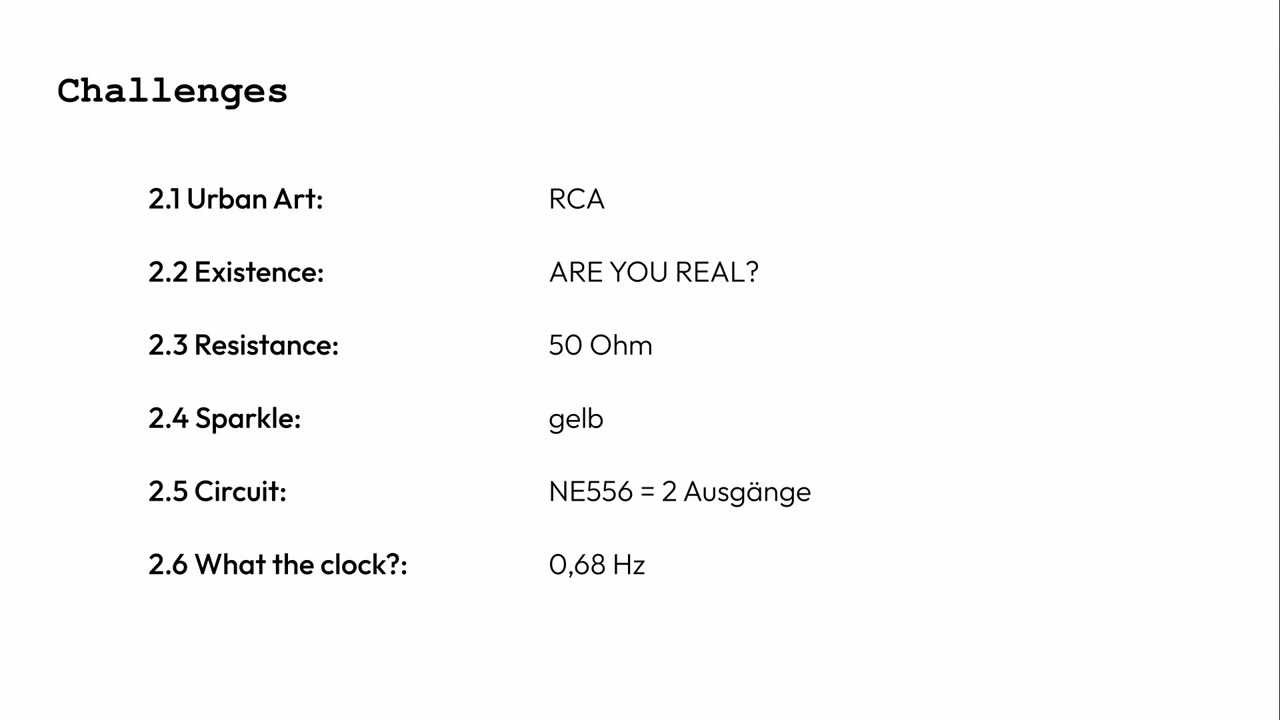 Challenges
2.1 Urban Art: RCA
2.2 Existence: ARE YOU REAL?
2.3 Resistance: 50 Ohm
2.4 Sparkle: gelb
2.5 Circuit: NE556 = 2 Ausgänge
2.6 What the clock?: 0,68 Hz